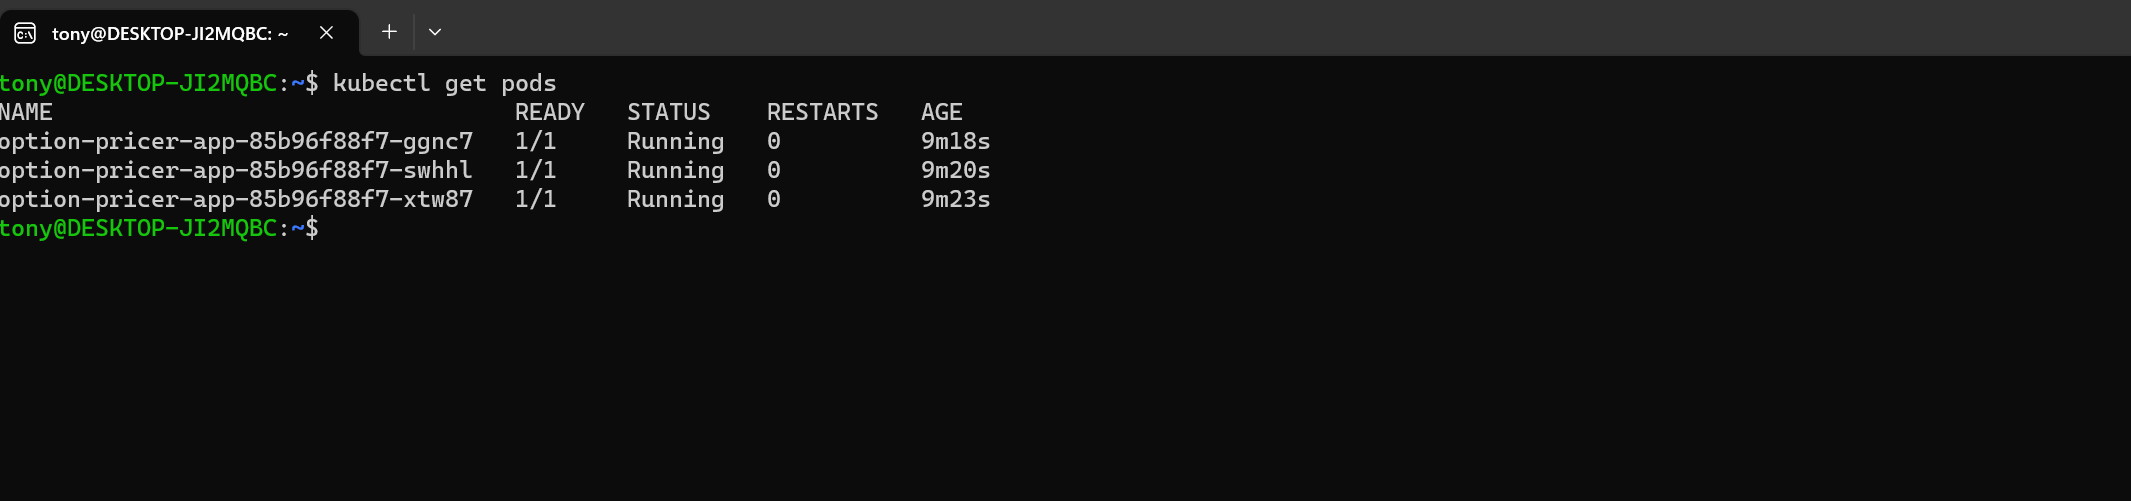 tony@DESKTOP-JI2MQBC: ~
tony@DESKTOP-JI2MQBC:~$ kubectl get pods
NAME READY STATUS RESTARTS AGE
option-pricer-app-85b96f88f7-ggnc7 1/1 Running 0 9m18s
option-pricer-app-85b96f88f7-swhhl 1/1 Running 0 9m20s
option-pricer-app-85b96f88f7-xtw87 1/1 Running 0 9m23s
tony@DESKTOP-JI2MQBC:~$